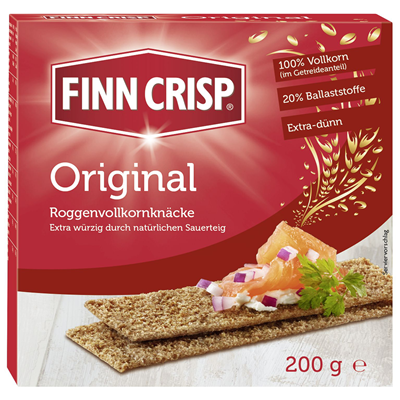 FINN CRISP®
Original
Roggenvollkornknäcke
Extra würzig durch natürlichen Sauerteig
100% Vollkorn
(im Getreideanteil)
20% Ballaststoffe
Extra-dünn
Serviervorschlag
200 g ℮